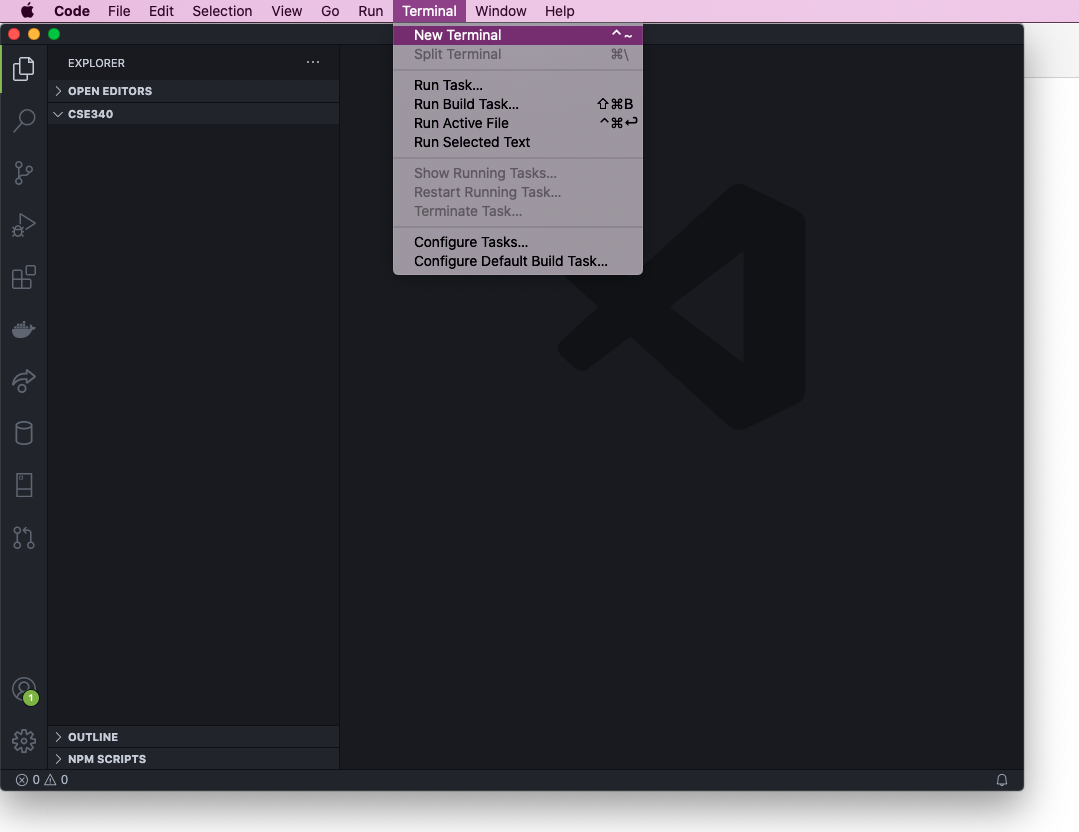 Code File Edit Selection View Go Run Terminal Window Help
New Terminal ^~
Split Terminal ⌘\
EXPLORER ...
Run Task...
OPEN EDITORS
Run Build Task... ⇧⌘B
CSE340
Run Active File ^⌘↩
Run Selected Text
Show Running Tasks...
Restart Running Task...
Terminate Task...
Configure Tasks...
Configure Default Build Task...
1
OUTLINE
NPM SCRIPTS
0 0